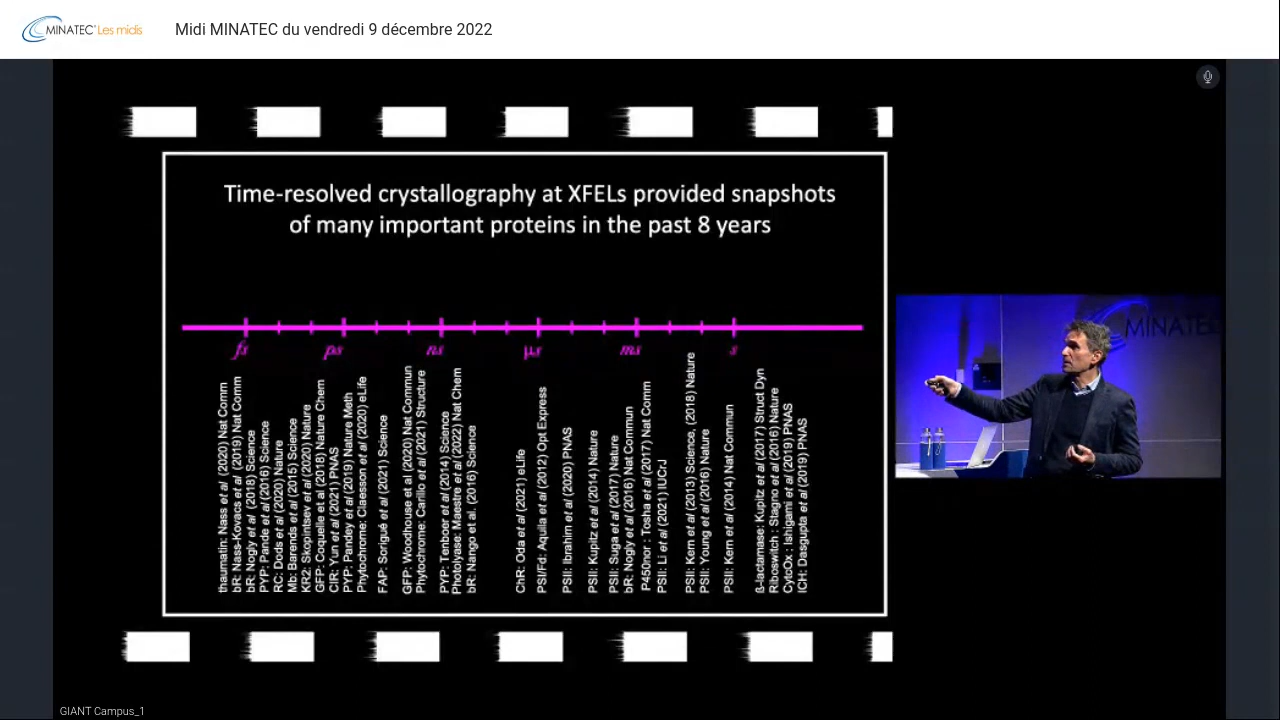 MINATEC® Les midis
Midi MINATEC du vendredi 9 décembre 2022
Time-resolved crystallography at XFELs provided snapshots
of many important proteins in the past 8 years
fs
ps
ns
µs
ms
s
thaumatin: Nass et al (2020) Nat Comm
bR: Nass-Kovacs et al (2019) Nat Comm
bR: Nogly et al (2018) Science
PYP: Pande et al (2016) Science
RC: Dods et al (2020) Nature
Mb: Barends et al (2015) Science
KR2: Skopintsev et al (2020) Nature
GFP: Coquelle et al (2018) Nature Chem
ClR: Yun et al (2021) PNAS
PYP: Pandey et al (2019) Nature Meth
Phytochrome: Claesson et al (2020) eLife
FAP: Sorigué et al (2021) Science
GFP: Woodhouse et al (2020) Nat Commun
Phytochrome: Carillo et al (2021) Structure
PYP: Tenboer et al (2014) Science
Photolyase: Maestre et al (2022) Nat Chem
bR: Nango et al. (2016) Science
ChR: Oda et al (2021) eLife
PSI/Fd: Aquila et al (2012) Opt Express
PSII: Ibrahim et al (2020) PNAS
PSII: Kupitz et al (2014) Nature
PSII: Suga et al (2017) Nature
bR: Nogly et al (2016) Nat Commun
P450nor : Tosha et al (2017) Nat Comm
PSII: Li et al (2021) IUCrJ
PSII: Kern et al (2013) Science, (2018) Nature
PSII: Young et al (2016) Nature
PSII: Kern et al (2014) Nat Commun
ß-lactamase: Kupitz et al (2017) Struct Dyn
Riboswitch : Stagno et al (2016) Nature
CytcOx : Ishigami et al (2019) PNAS
ICH: Dasgupta et al (2019) PNAS
MINATEC
GIANT Campus_1